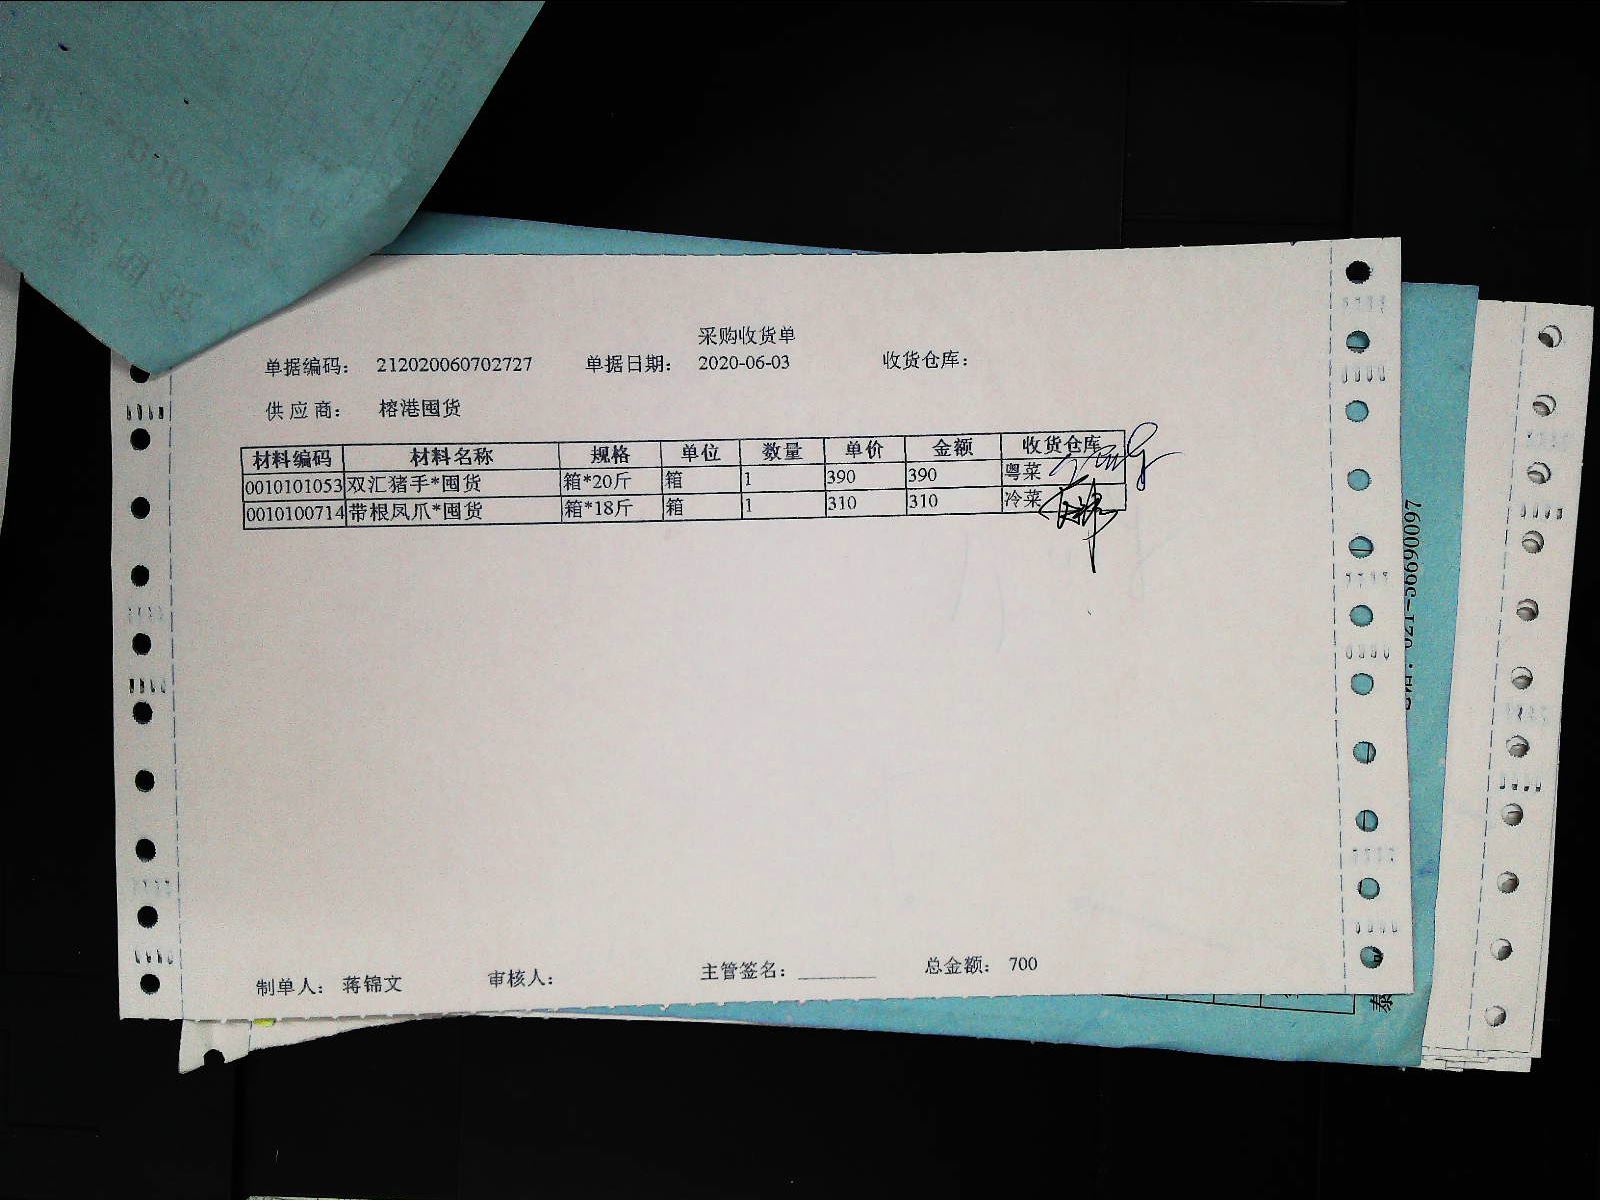 采购收货单
单据编码： 212020060702727 单据日期： 2020-06-03 收货仓库：
供应商： 榕港囤货
材料编码 材料名称 规格 单位 数量 单价 金额 收货仓库
0010101053 双汇猪手*囤货 箱*20斤 箱 1 390 390 粤菜
0010100714 带根凤爪*囤货 箱*18斤 箱 1 310 310 冷菜
制单人： 蒋锦文 审核人： 主管签名： ________ 总金额： 700